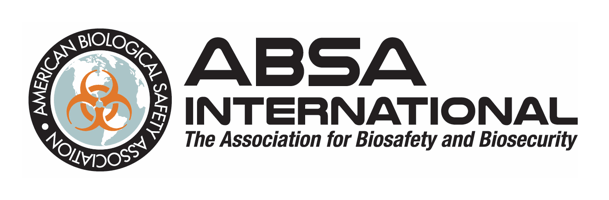 • AMERICAN BIOLOGICAL SAFETY ASSOCIATION
ABSA
INTERNATIONAL
The Association for Biosafety and Biosecurity